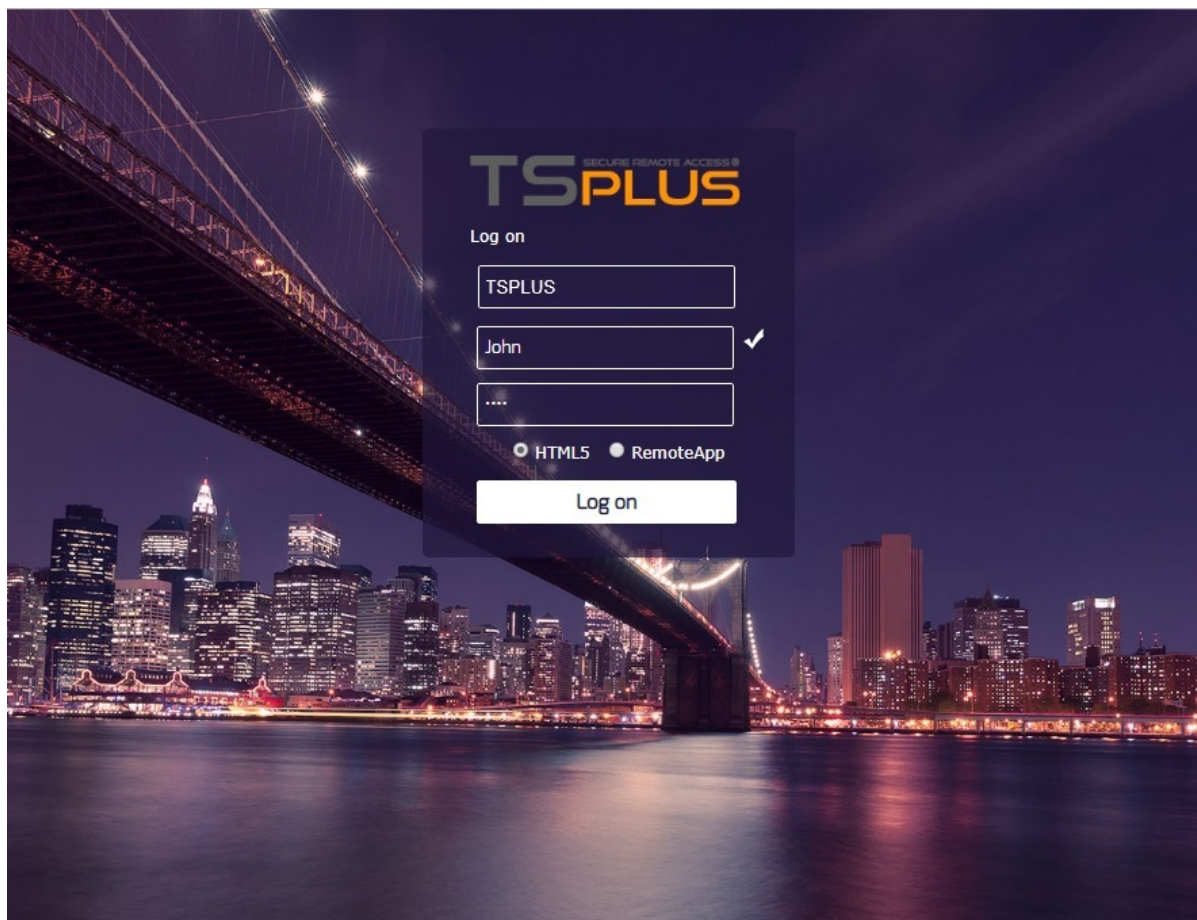 SECURE REMOTE ACCESS®
TSPLUS
Log on
TSPLUS
John
....
HTML5 RemoteApp
Log on